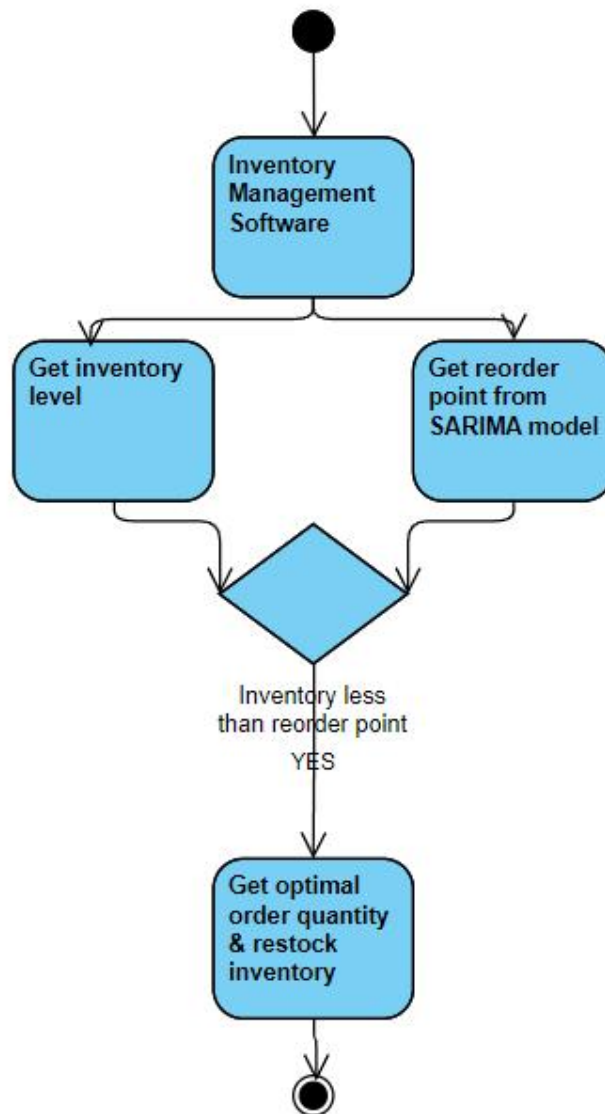 Inventory
Management
Software
Get inventory
level
Get reorder
point from
SARIMA model
Inventory less
than reorder point
YES
Get optimal
order quantity
& restock
inventory